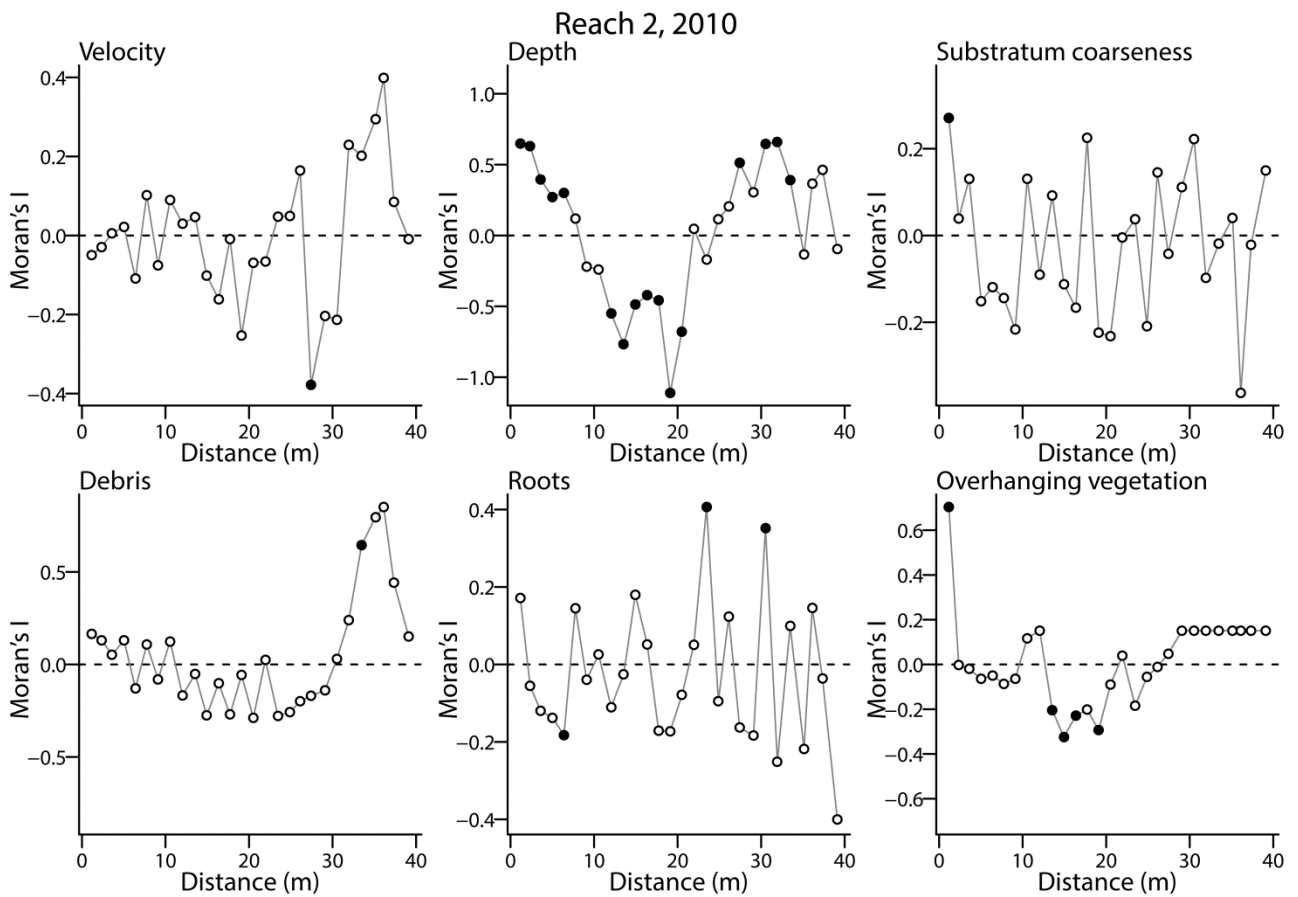 Reach 2, 2010
Velocity
Moran's I
0.4
0.2
0.0
−0.2
−0.4
0 10 20 30 40
Distance (m)
Depth
Moran's I
1.0
0.5
0.0
−0.5
−1.0
0 10 20 30 40
Distance (m)
Substratum coarseness
Moran's I
0.2
0.0
−0.2
0 10 20 30 40
Distance (m)
Debris
Moran's I
0.5
0.0
−0.5
0 10 20 30 40
Distance (m)
Roots
Moran's I
0.4
0.2
0.0
−0.2
−0.4
0 10 20 30 40
Distance (m)
Overhanging vegetation
Moran's I
0.6
0.4
0.2
0.0
−0.2
−0.4
−0.6
0 10 20 30 40
Distance (m)